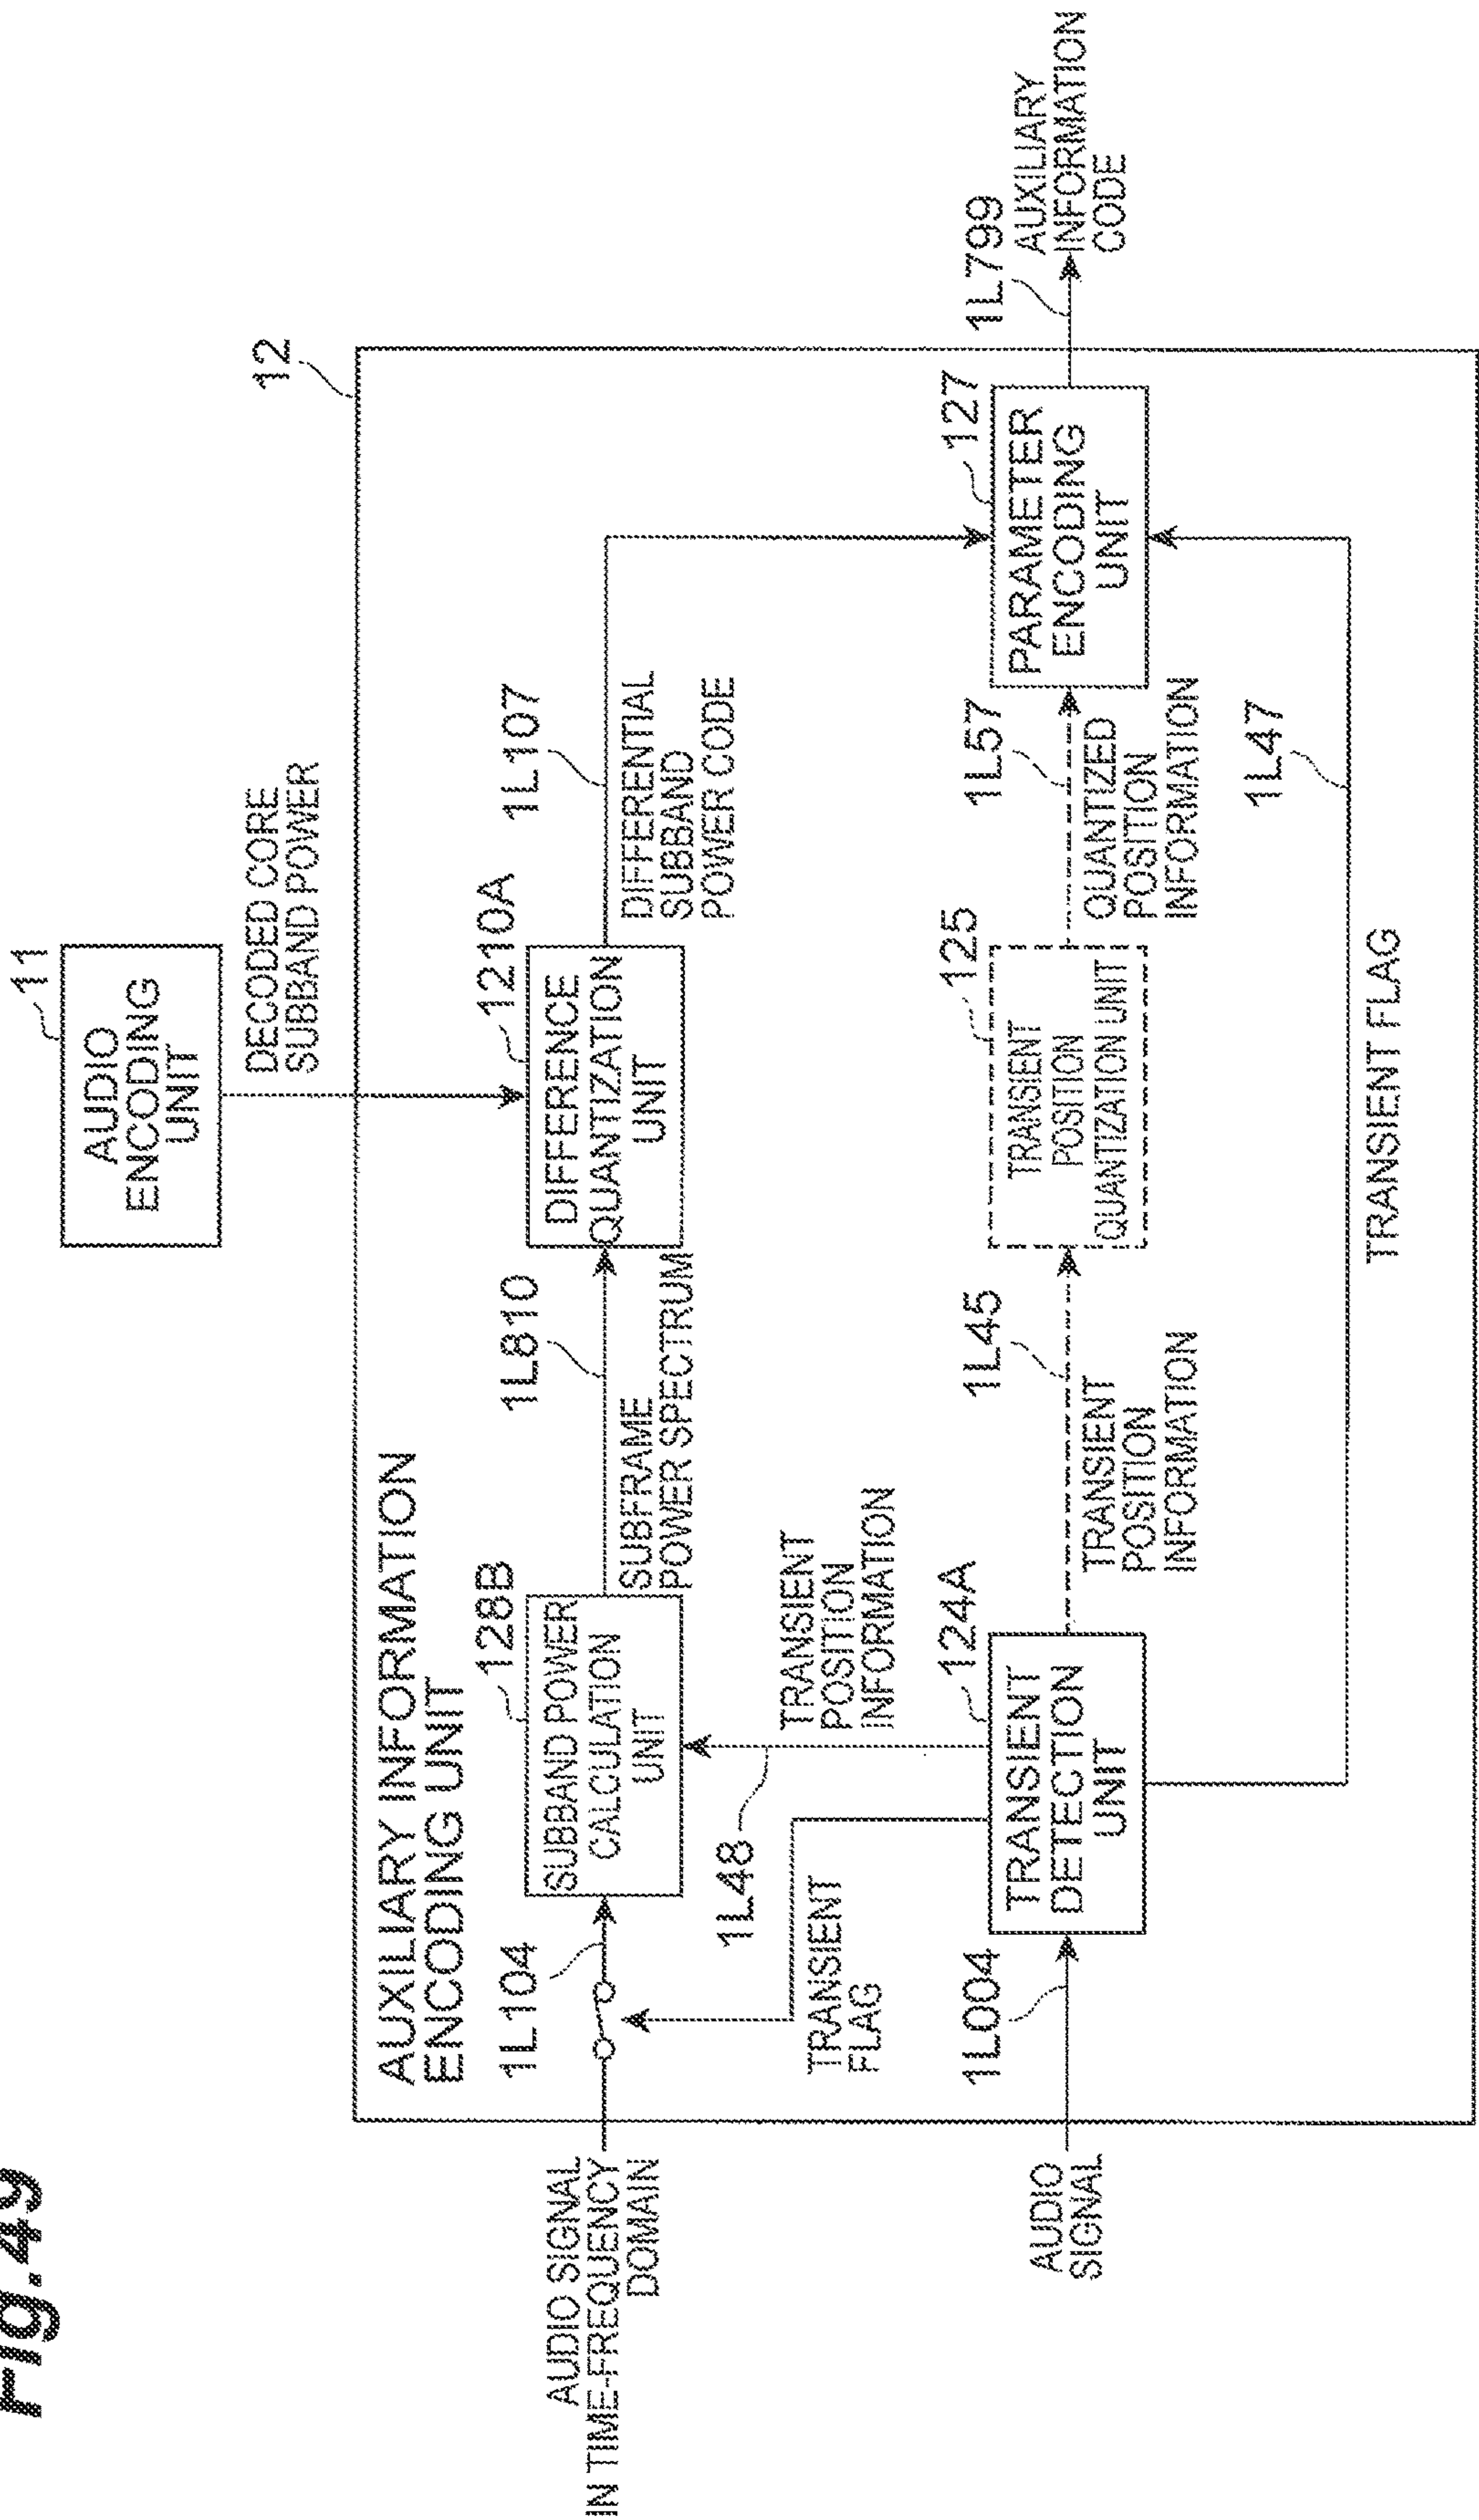 Fig.49
11
AUDIO
ENCODING
UNIT
DECODED CORE
SUBBAND POWER
12
AUXILIARY INFORMATION
ENCODING UNIT
AUDIO SIGNAL
IN TIME-FREQUENCY
DOMAIN
1L104
128B
SUBBAND POWER
CALCULATION
UNIT
1L810
SUBFRAME
POWER SPECTRUM
1210A
DIFFERENCE
QUANTIZATION
UNIT
1L107
DIFFERENTIAL
SUBBAND
POWER CODE
1L48
TRANSIENT
POSITION
INFORMATION
TRANSIENT
FLAG
AUDIO
SIGNAL
1L004
124A
TRANSIENT
DETECTION
UNIT
1L45
TRANSIENT
POSITION
INFORMATION
125
TRANSIENT
POSITION
QUANTIZATION UNIT
1L57
QUANTIZED
POSITION
INFORMATION
127
PARAMETER
ENCODING
UNIT
1L799
AUXILIARY
INFORMATION
CODE
1L47
TRANSIENT FLAG